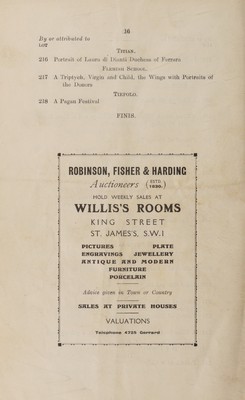 36
By or attributed to
LOT
TITIAN.
216 Portrait of Laura di Dianti Duchess of Ferrara
FLEMISH SCHOOL.
217 A Triptych, Virgin and Child, the Wings with Portraits of
the Donors
TIEPOLO.
218 A Pagan Festival
FINIS.
ROBINSON, FISHER & HARDING
Auctioneers (ESTD. 1830.)
HOLD WEEKLY SALES AT
WILLIS'S ROOMS
KING STREET
ST. JAMES'S, S.W.1
PICTURES PLATE
ENGRAVINGS JEWELLERY
ANTIQUE AND MODERN
FURNITURE
PORCELAIN
Advice given in Town or Country
SALES AT PRIVATE HOUSES
VALUATIONS
Telephone 4725 Gerrard